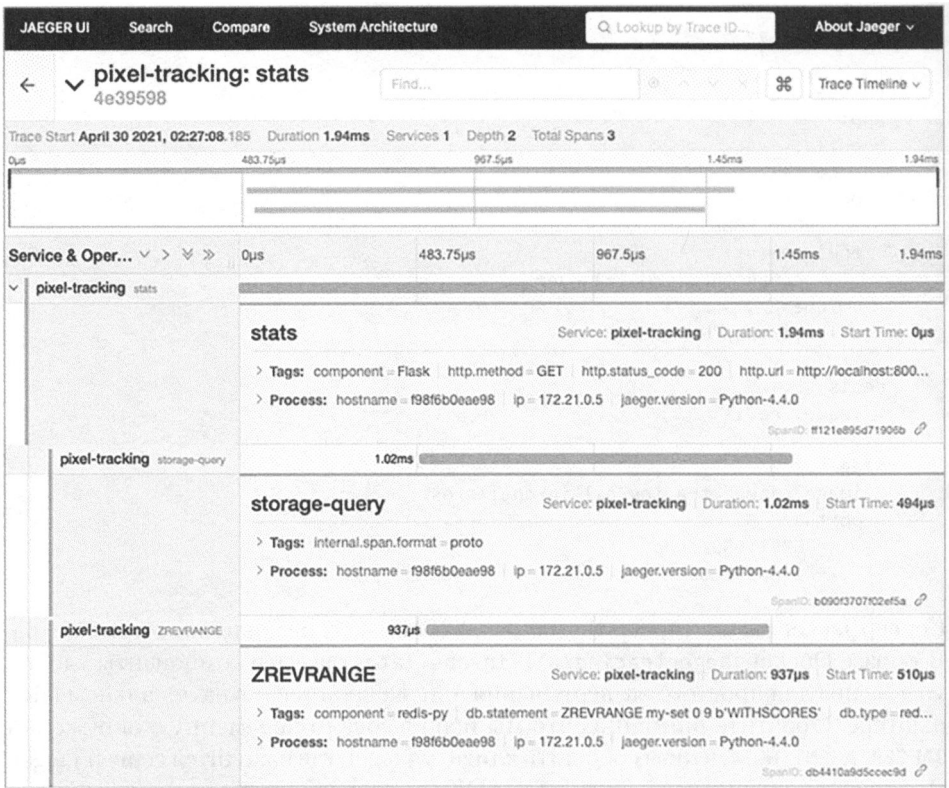 JAEGER UI Search Compare System Architecture Lookup by Trace ID... About Jaeger
pixel-tracking: stats
4e39598
Find... ⌘ Trace Timeline
Trace Start April 30 2021, 02:27:08.185 Duration 1.94ms Services 1 Depth 2 Total Spans 3
0μs 483.75μs 967.5μs 1.45ms 1.94ms
Service & Oper... 0μs 483.75μs 967.5μs 1.45ms 1.94ms
pixel-tracking stats
stats Service: pixel-tracking Duration: 1.94ms Start Time: 0μs
> Tags: component = Flask http.method = GET http.status_code = 200 http.url = http://localhost:800...
> Process: hostname = f98f6b0eae98 ip = 172.21.0.5 jaeger.version = Python-4.4.0
SpanID: ff121e895d71906b
pixel-tracking storage-query 1.02ms
storage-query Service: pixel-tracking Duration: 1.02ms Start Time: 494μs
> Tags: internal.span.format = proto
> Process: hostname = f98f6b0eae98 ip = 172.21.0.5 jaeger.version = Python-4.4.0
SpanID: b090f3707f02ef5a
pixel-tracking ZREVRANGE 937μs
ZREVRANGE Service: pixel-tracking Duration: 937μs Start Time: 510μs
> Tags: component = redis-py db.statement = ZREVRANGE my-set 0 9 b'WITHSCORES' db.type = red...
> Process: hostname = f98f6b0eae98 ip = 172.21.0.5 jaeger.version = Python-4.4.0
SpanID: db4410a9d5ccec9d